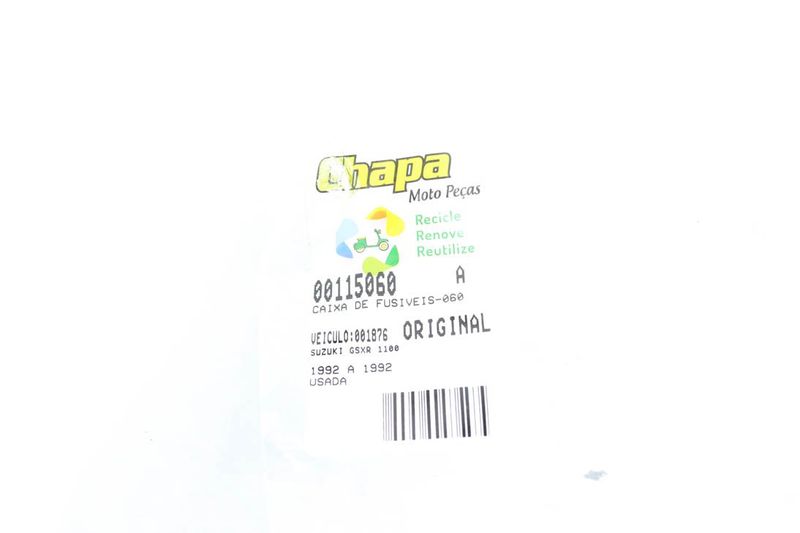 Chapa
Moto Peças
Recicle
Renove
Reutilize
00115060 A
CAIXA DE FUSIVEIS-060
VEICULO:001876 ORIGINAL
SUZUKI GSXR 1100
1992 A 1992
USADA